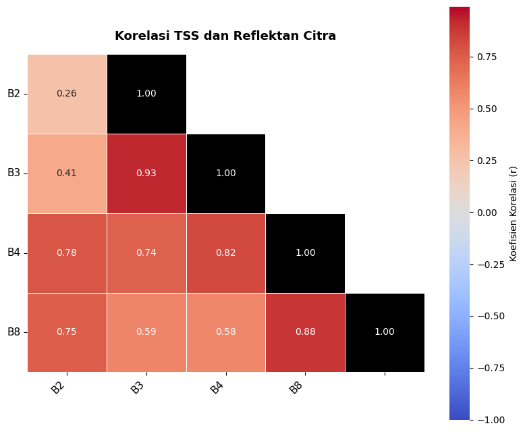 Korelasi TSS dan Reflektan Citra
B2 0.26 1.00
B3 0.41 0.93 1.00
B4 0.78 0.74 0.82 1.00
B8 0.75 0.59 0.58 0.88 1.00
B2 B3 B4 B8
0.75
0.50
0.25
0.00
−0.25
−0.50
−0.75
−1.00
Koefisien Korelasi (r)